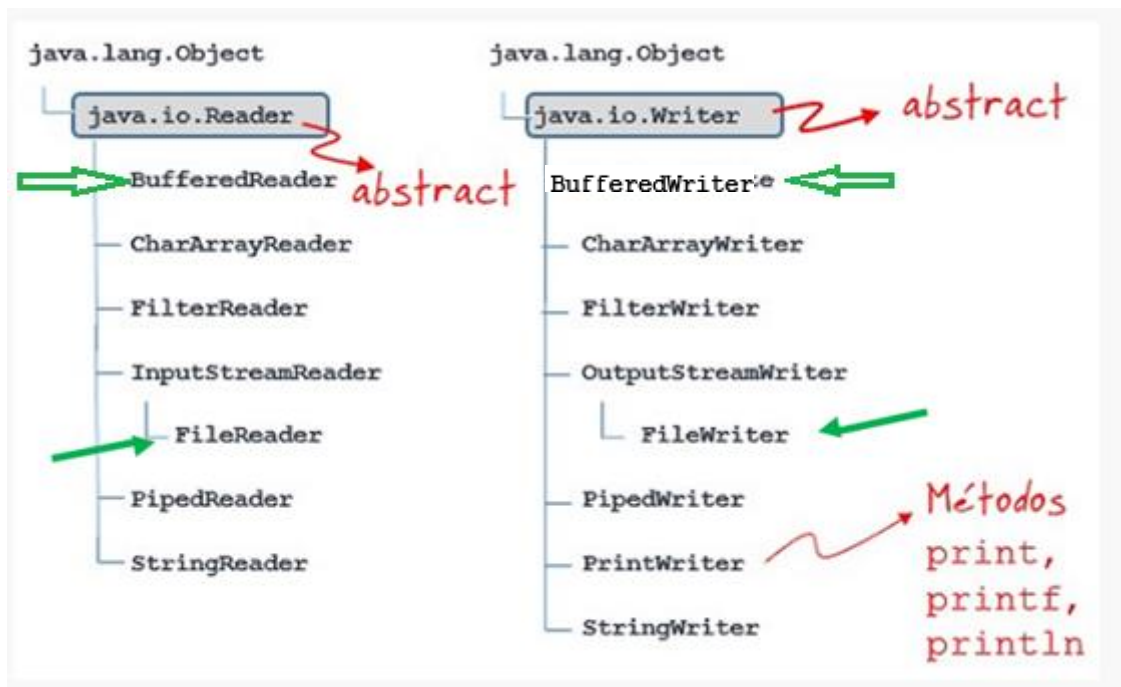 java.lang.Object
java.io.Reader
abstract
BufferedReader
CharArrayReader
FilterReader
InputStreamReader
FileReader
PipedReader
StringReader
java.lang.Object
java.io.Writer
abstract
BufferedWriter
CharArrayWriter
FilterWriter
OutputStreamWriter
FileWriter
PipedWriter
PrintWriter
Métodos
print,
printf,
println
StringWriter